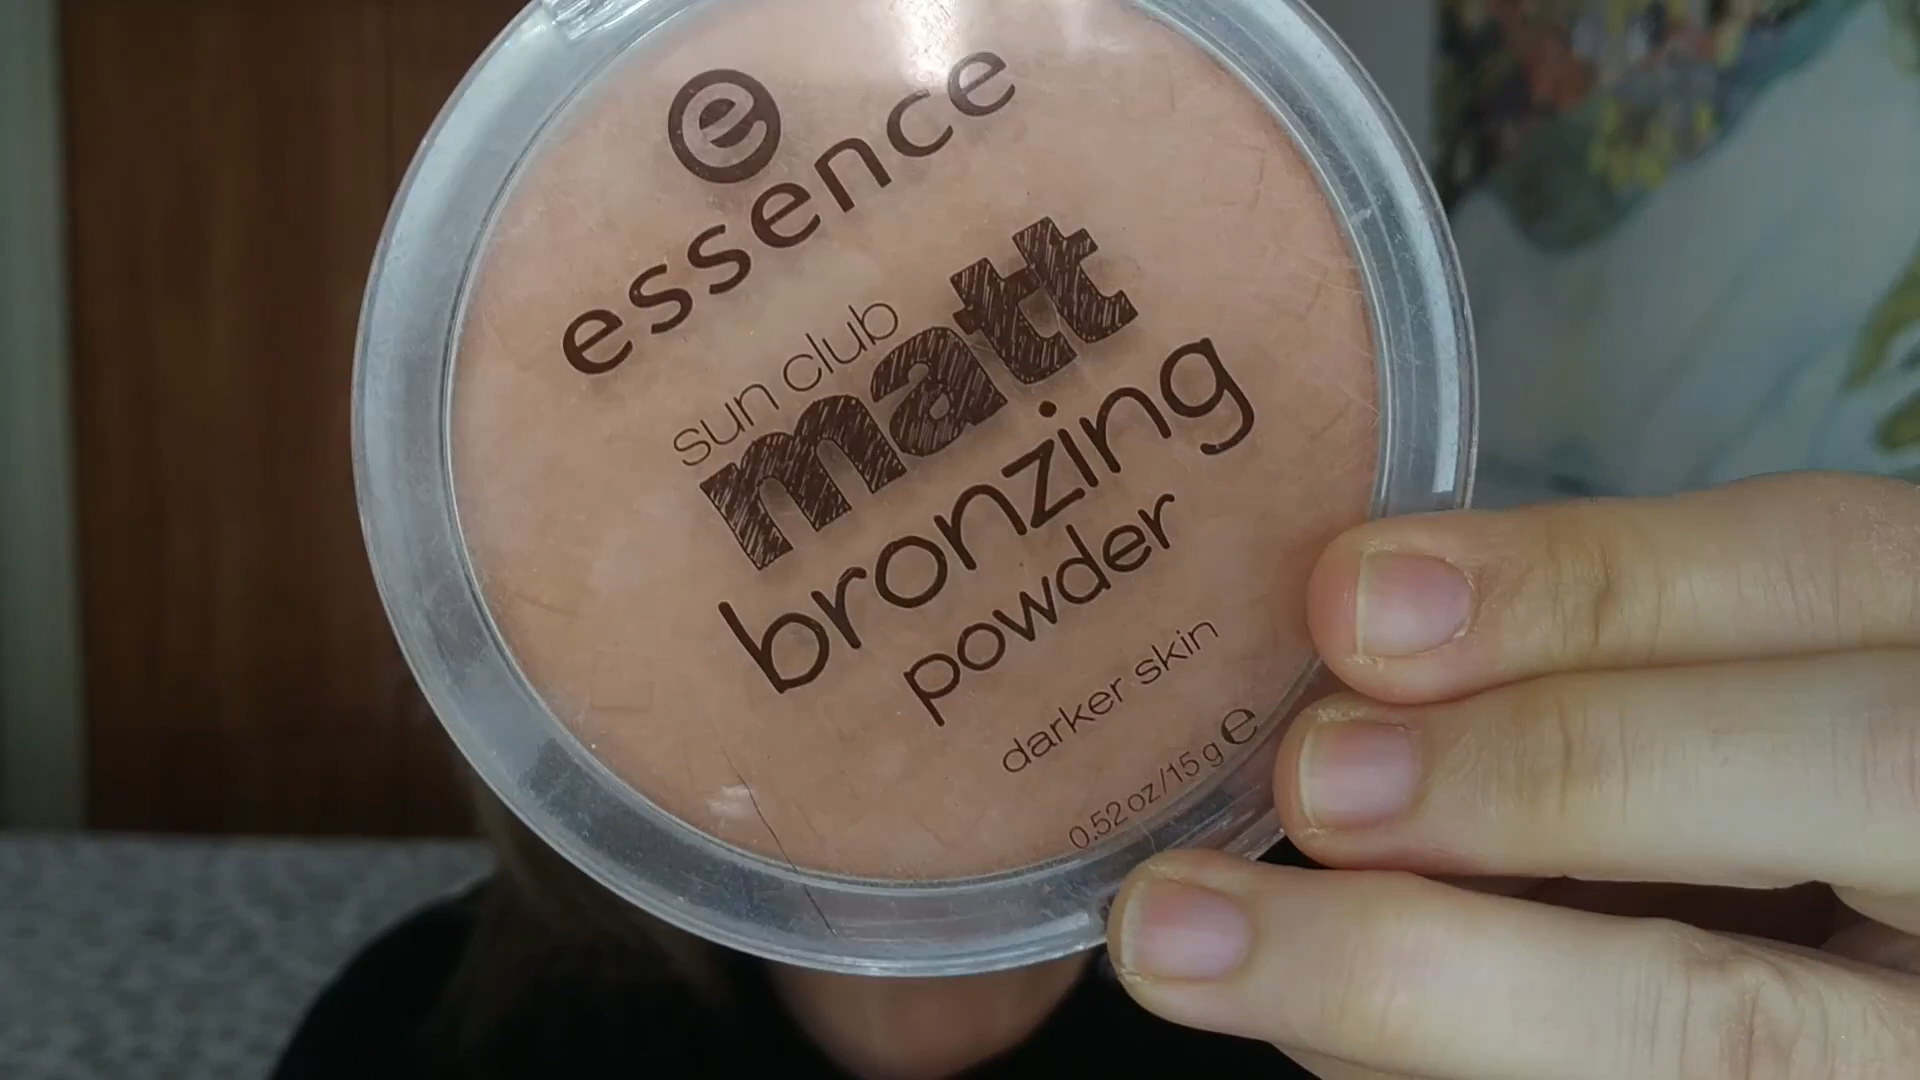 e
essence
sun club
matt
bronzing
powder
darker skin
0.52 oz/15 g ℮